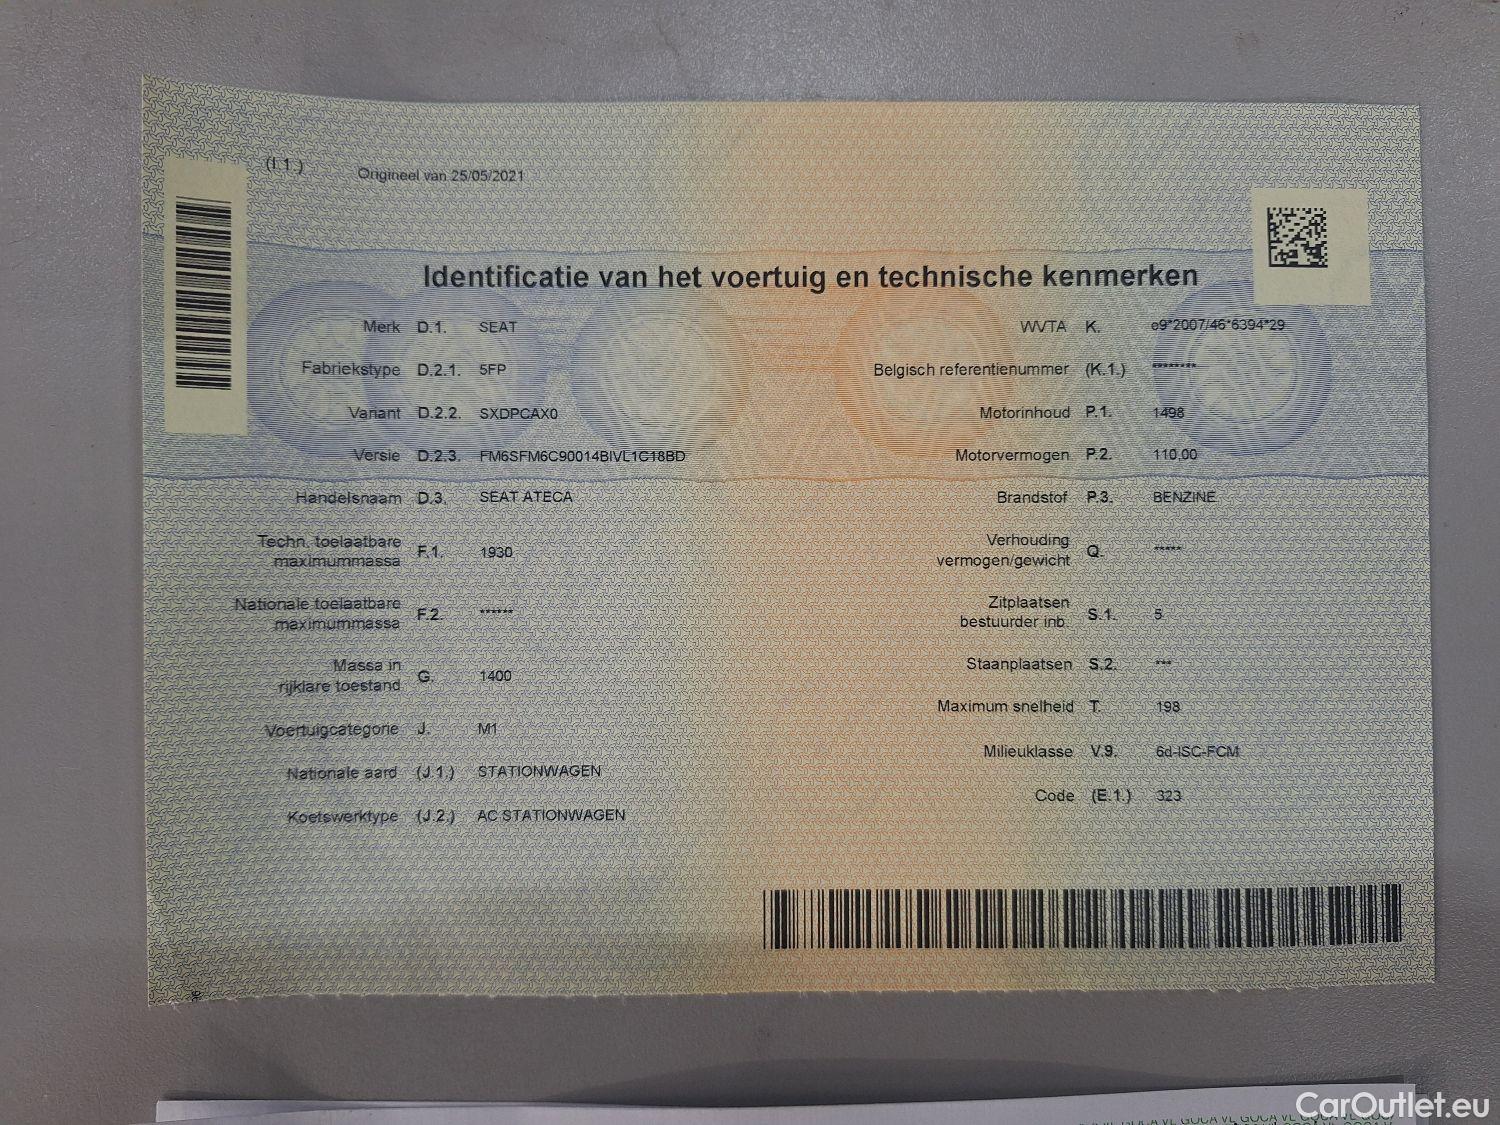 (I.1.) Origineel van 25/05/2021
Identificatie van het voertuig en technische kenmerken
Merk D.1. SEAT
Fabriekstype D.2.1. 5FP
Variant D.2.2. SXDPCAX0
Versie D.2.3. FM6SFM6C90014BIVL1C18BD
Handelsnaam D.3. SEAT ATECA
Techn. toelaatbare
maximummassa F.1. 1930
Nationale toelaatbare
maximummassa F.2. ******
Massa in
rijklare toestand G. 1400
Voertuigcategorie J. M1
Nationale aard (J.1.) STATIONWAGEN
Koetswerktype (J.2.) AC STATIONWAGEN
WVTA K. e9*2007/46*6394*29
Belgisch referentienummer (K.1.) ********
Motorinhoud P.1. 1498
Motorvermogen P.2. 110,00
Brandstof P.3. BENZINE
Verhouding
vermogen/gewicht Q. *****
Zitplaatsen
bestuurder inb. S.1. 5
Staanplaatsen S.2. ***
Maximum snelheid T. 198
Milieuklasse V.9. 6d-ISC-FCM
Code (E.1.) 323
CarOutlet.eu